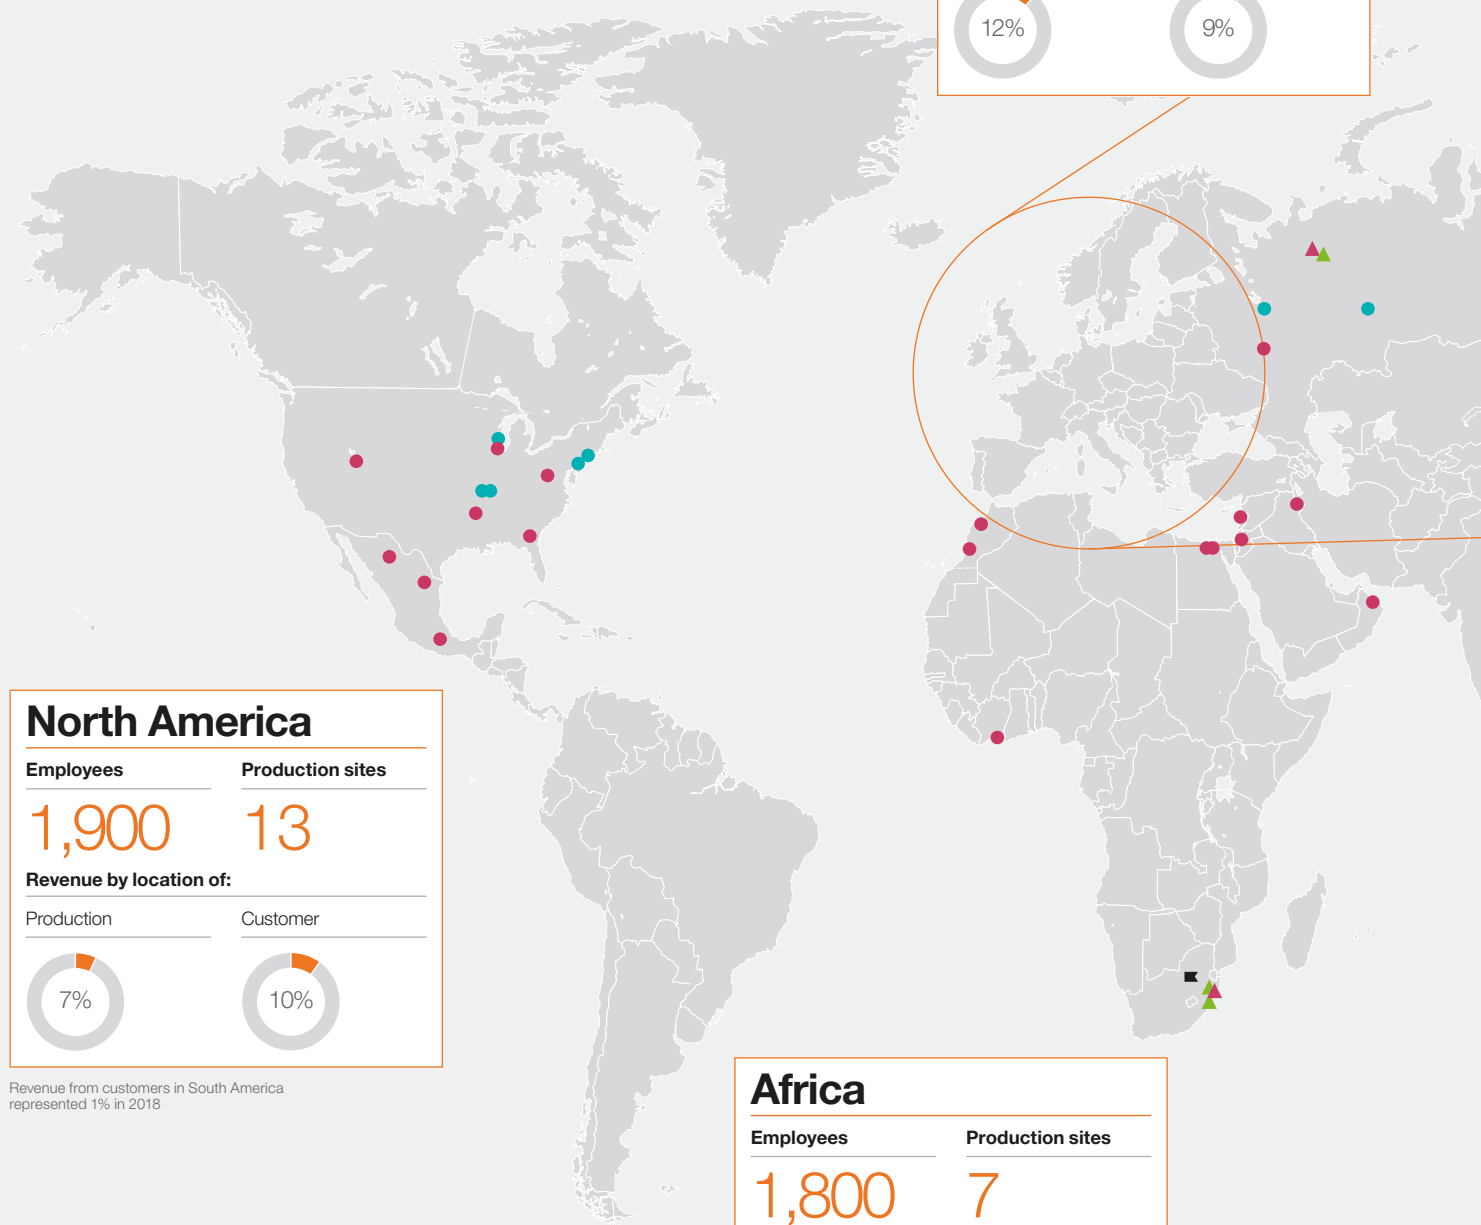 12% 9%
North America
Employees Production sites
1,900 13
Revenue by location of:
Production Customer
7% 10%
Revenue from customers in South America
represented 1% in 2018
Africa
Employees Production sites
1,800 7